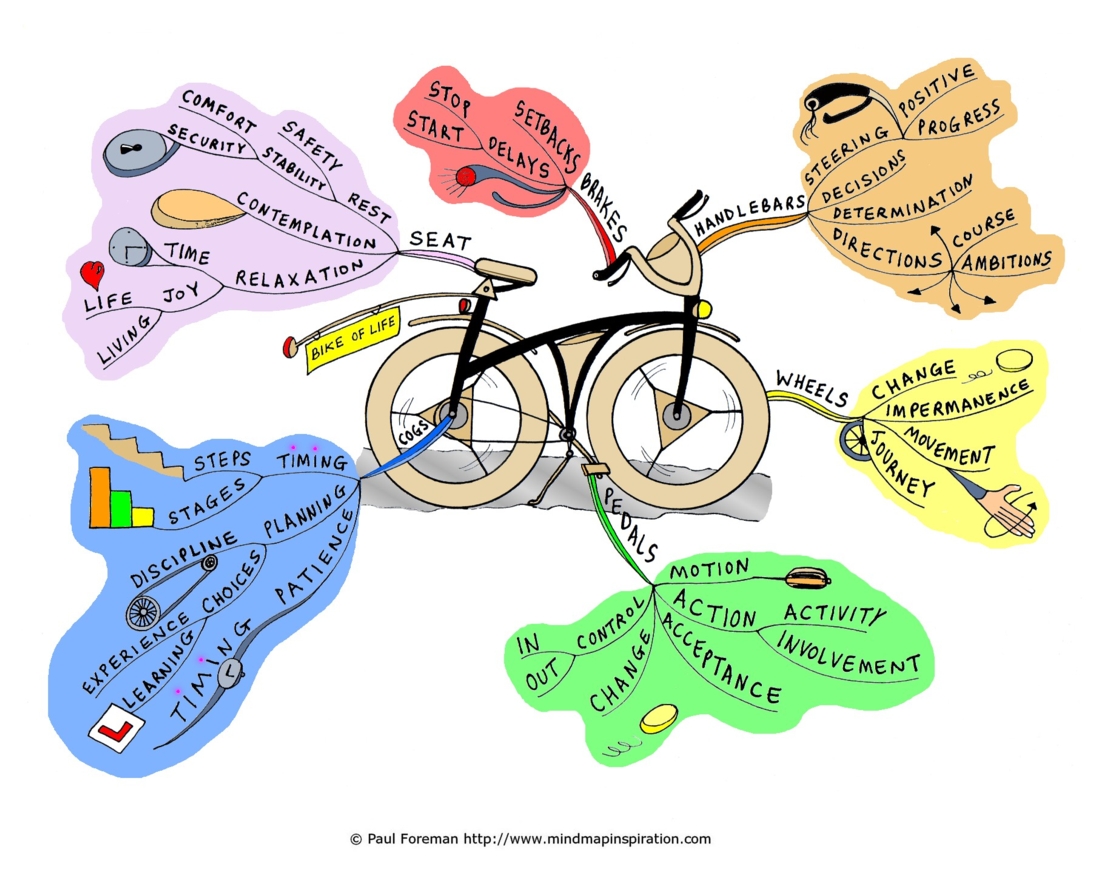 SEAT
REST
STABILITY
SAFETY
SECURITY
COMFORT
CONTEMPLATION
RELAXATION
TIME
JOY
LIFE
LIVING
BRAKES
SETBACKS
DELAYS
STOP
START
HANDLEBARS
STEERING
POSITIVE
PROGRESS
DECISIONS
DETERMINATION
DIRECTIONS
COURSE
AMBITIONS
BIKE OF LIFE
WHEELS
CHANGE
IMPERMANENCE
MOVEMENT
JOURNEY
PEDALS
MOTION
ACTION
ACTIVITY
INVOLVEMENT
ACCEPTANCE
CHANGE
CONTROL
IN
OUT
COGS
TIMING
STEPS
STAGES
PLANNING
DISCIPLINE
CHOICES
EXPERIENCE
LEARNING
L
PATIENCE
TIMING
© Paul Foreman http://www.mindmapinspiration.com